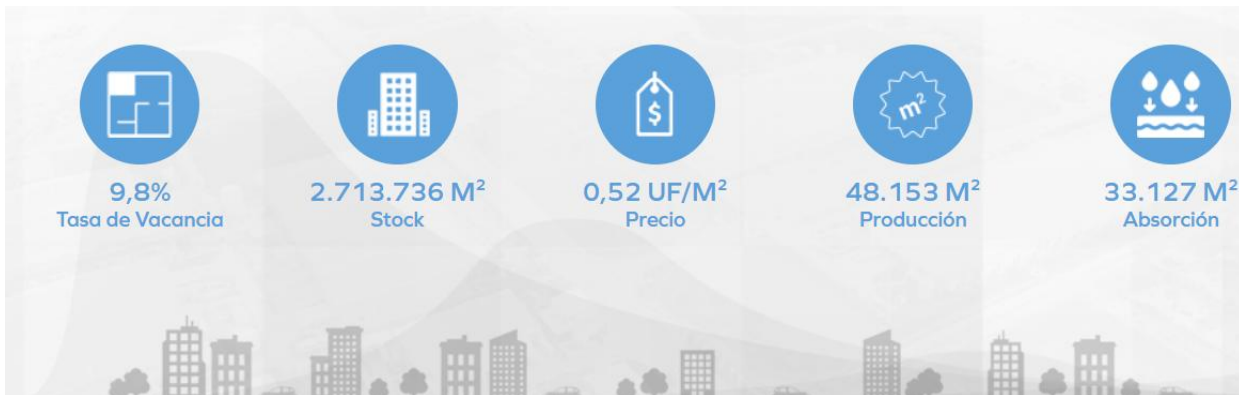 $
m²
9,8%
Tasa de Vacancia
2.713.736 M²
Stock
0,52 UF/M²
Precio
48.153 M²
Producción
33.127 M²
Absorción